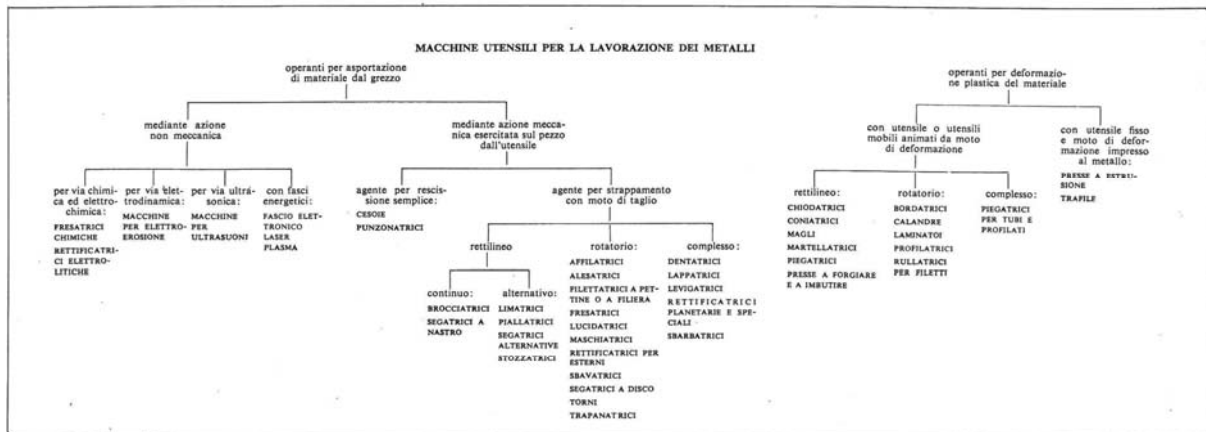 MACCHINE UTENSILI PER LA LAVORAZIONE DEI METALLI
operanti per asportazione
di materiale dal grezzo
mediante azione
non meccanica
per via chimi-
ca ed elettro-
chimica:
FRESATRICI
CHIMICHE
RETTIFICATRI-
CI ELETTRO-
LITICHE
per via elet-
trodinamica:
MACCHINE
PER ELETTRO-
EROSIONE
per via ultra-
sonica:
MACCHINE
PER
ULTRASUONI
con fasci
energetici:
FASCIO ELET-
TRONICO
LASER
PLASMA
mediante azione mecca-
nica esercitata sul pezzo
dall'utensile
agente per rescis-
sione semplice:
CESOIE
PUNZONATRICI
agente per strappamento
con moto di taglio
rettilineo
continuo:
BROCCIATRICI
SEGATRICI A
NASTRO
alternativo:
LIMATRICI
PIALLATRICI
SEGATRICI
ALTERNATIVE
STOZZATRICI
rotatorio:
AFFILATRICI
ALESATRICI
FILETTATRICI A PET-
TINE O A FILIERA
FRESATRICI
LUCIDATRICI
MASCHIATRICI
RETTIFICATRICI PER
ESTERNI
SBAVATRICI
SEGATRICI A DISCO
TORNI
TRAPANATRICI
complesso:
DENTATRICI
LAPPATRICI
LEVIGATRICI
RETTIFICATRICI
PLANETARIE E SPE-
CIALI
SBARBATRICI
operanti per deformazio-
ne plastica del materiale
con utensile o utensili
mobili animati da moto
di deformazione
rettilineo:
CHIODATRICI
CONIATRICI
MAGLI
MARTELLATRICI
PIEGATRICI
PRESSE A FORGIARE
E A IMBUTIRE
rotatorio:
BORDATRICI
CALANDRE
LAMINATOI
PROFILATRICI
RULLATRICI
PER FILETTI
complesso:
PIEGATRICI
PER TUBI E
PROFILATI
con utensile fisso
e moto di defor-
mazione impresso
al metallo:
PRESSE A ESTRU-
SIONE
TRAFILE